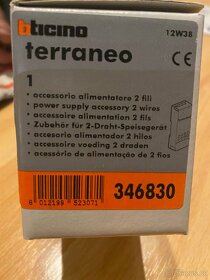 bticino
12W38
terraneo
CE
1
• accessorio alimentatore 2 fili
• power supply accessory 2 wires
• accessoire alimentation 2 fils
• Zubehör für 2-Draht-Speisegerät
• accesorio alimentador 2 hilos
• accessoire voeding 2 draden
• acessório de alimentação de 2 fios
346830
8 012199 523071